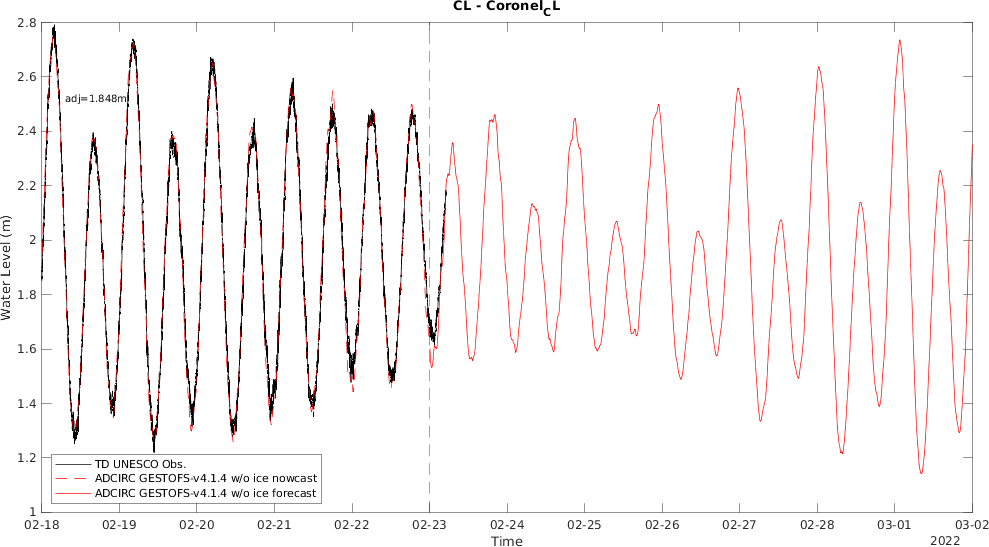 CL - Coronel_CL
2.8
2.6
2.4
2.2
2
1.8
1.6
1.4
1.2
1
Water Level (m)
adj=1.848m
TD UNESCO Obs.
ADCIRC GESTOFS-v4.1.4 w/o ice nowcast
ADCIRC GESTOFS-v4.1.4 w/o ice forecast
02-18 02-19 02-20 02-21 02-22 02-23 02-24 02-25 02-26 02-27 02-28 03-01 03-02
Time
2022